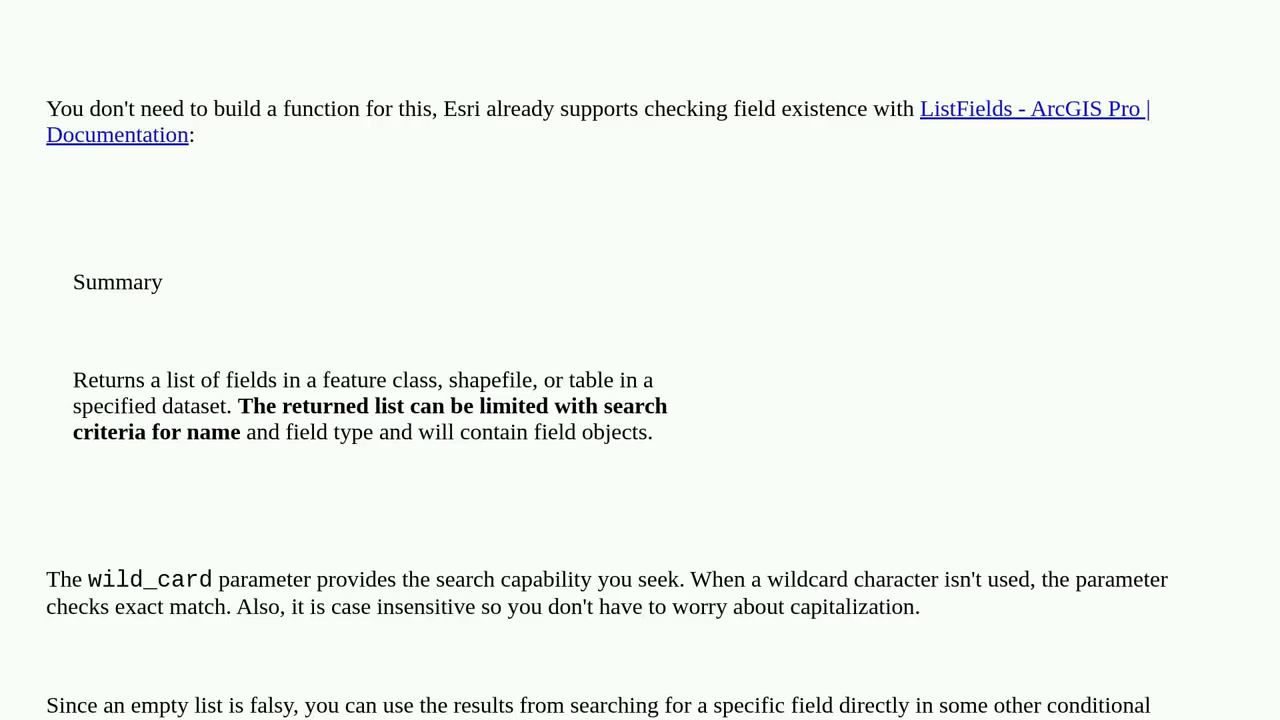 You don't need to build a function for this, Esri already supports checking field existence with ListFields - ArcGIS Pro |
Documentation:
Summary
Returns a list of fields in a feature class, shapefile, or table in a
specified dataset. The returned list can be limited with search
criteria for name and field type and will contain field objects.
The wild_card parameter provides the search capability you seek. When a wildcard character isn't used, the parameter
checks exact match. Also, it is case insensitive so you don't have to worry about capitalization.
Since an empty list is falsy, you can use the results from searching for a specific field directly in some other conditional